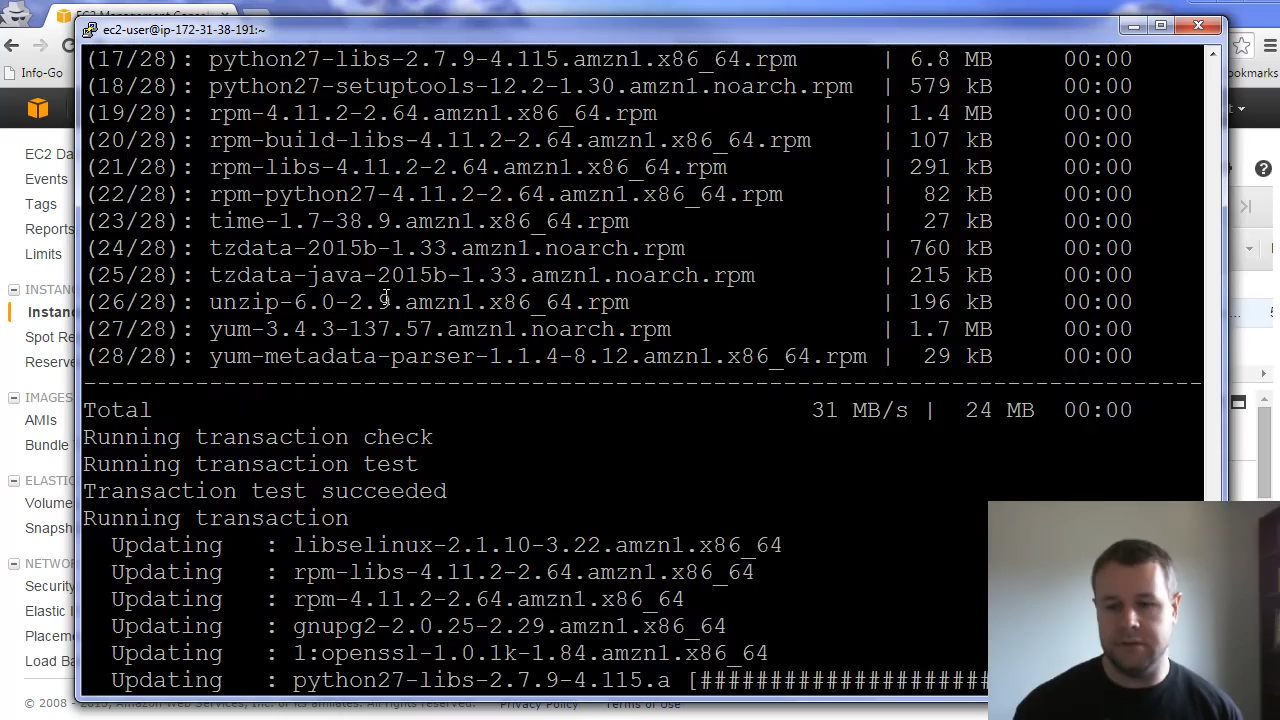 EC2 Management Console
ec2-user@ip-172-31-38-191:~
Info-Go
EC2 Da
Events
Tags
Reports
Limits
Instan
Spot Re
Reserve
IMAGES
AMIs
Bundle
Volume
Snapsh
Security
Elastic I
Placeme
Load Ba
(17/28): python27-libs-2.7.9-4.115.amzn1.x86_64.rpm | 6.8 MB 00:00
(18/28): python27-setuptools-12.2-1.30.amzn1.noarch.rpm | 579 kB 00:00
(19/28): rpm-4.11.2-2.64.amzn1.x86_64.rpm | 1.4 MB 00:00
(20/28): rpm-build-libs-4.11.2-2.64.amzn1.x86_64.rpm | 107 kB 00:00
(21/28): rpm-libs-4.11.2-2.64.amzn1.x86_64.rpm | 291 kB 00:00
(22/28): rpm-python27-4.11.2-2.64.amzn1.x86_64.rpm | 82 kB 00:00
(23/28): time-1.7-38.9.amzn1.x86_64.rpm | 27 kB 00:00
(24/28): tzdata-2015b-1.33.amzn1.noarch.rpm | 760 kB 00:00
(25/28): tzdata-java-2015b-1.33.amzn1.noarch.rpm | 215 kB 00:00
(26/28): unzip-6.0-2.9.amzn1.x86_64.rpm | 196 kB 00:00
(27/28): yum-3.4.3-137.57.amzn1.noarch.rpm | 1.7 MB 00:00
(28/28): yum-metadata-parser-1.1.4-8.12.amzn1.x86_64.rpm | 29 kB 00:00
--------------------------------------------------------------------------------
Total 31 MB/s | 24 MB 00:00
Running transaction check
Running transaction test
Transaction test succeeded
Running transaction
Updating : libselinux-2.1.10-3.22.amzn1.x86_64
Updating : rpm-libs-4.11.2-2.64.amzn1.x86_64
Updating : rpm-4.11.2-2.64.amzn1.x86_64
Updating : gnupg2-2.0.25-2.29.amzn1.x86_64
Updating : 1:openssl-1.0.1k-1.84.amzn1.x86_64
Updating : python27-libs-2.7.9-4.115.a [#####################
ookmarks